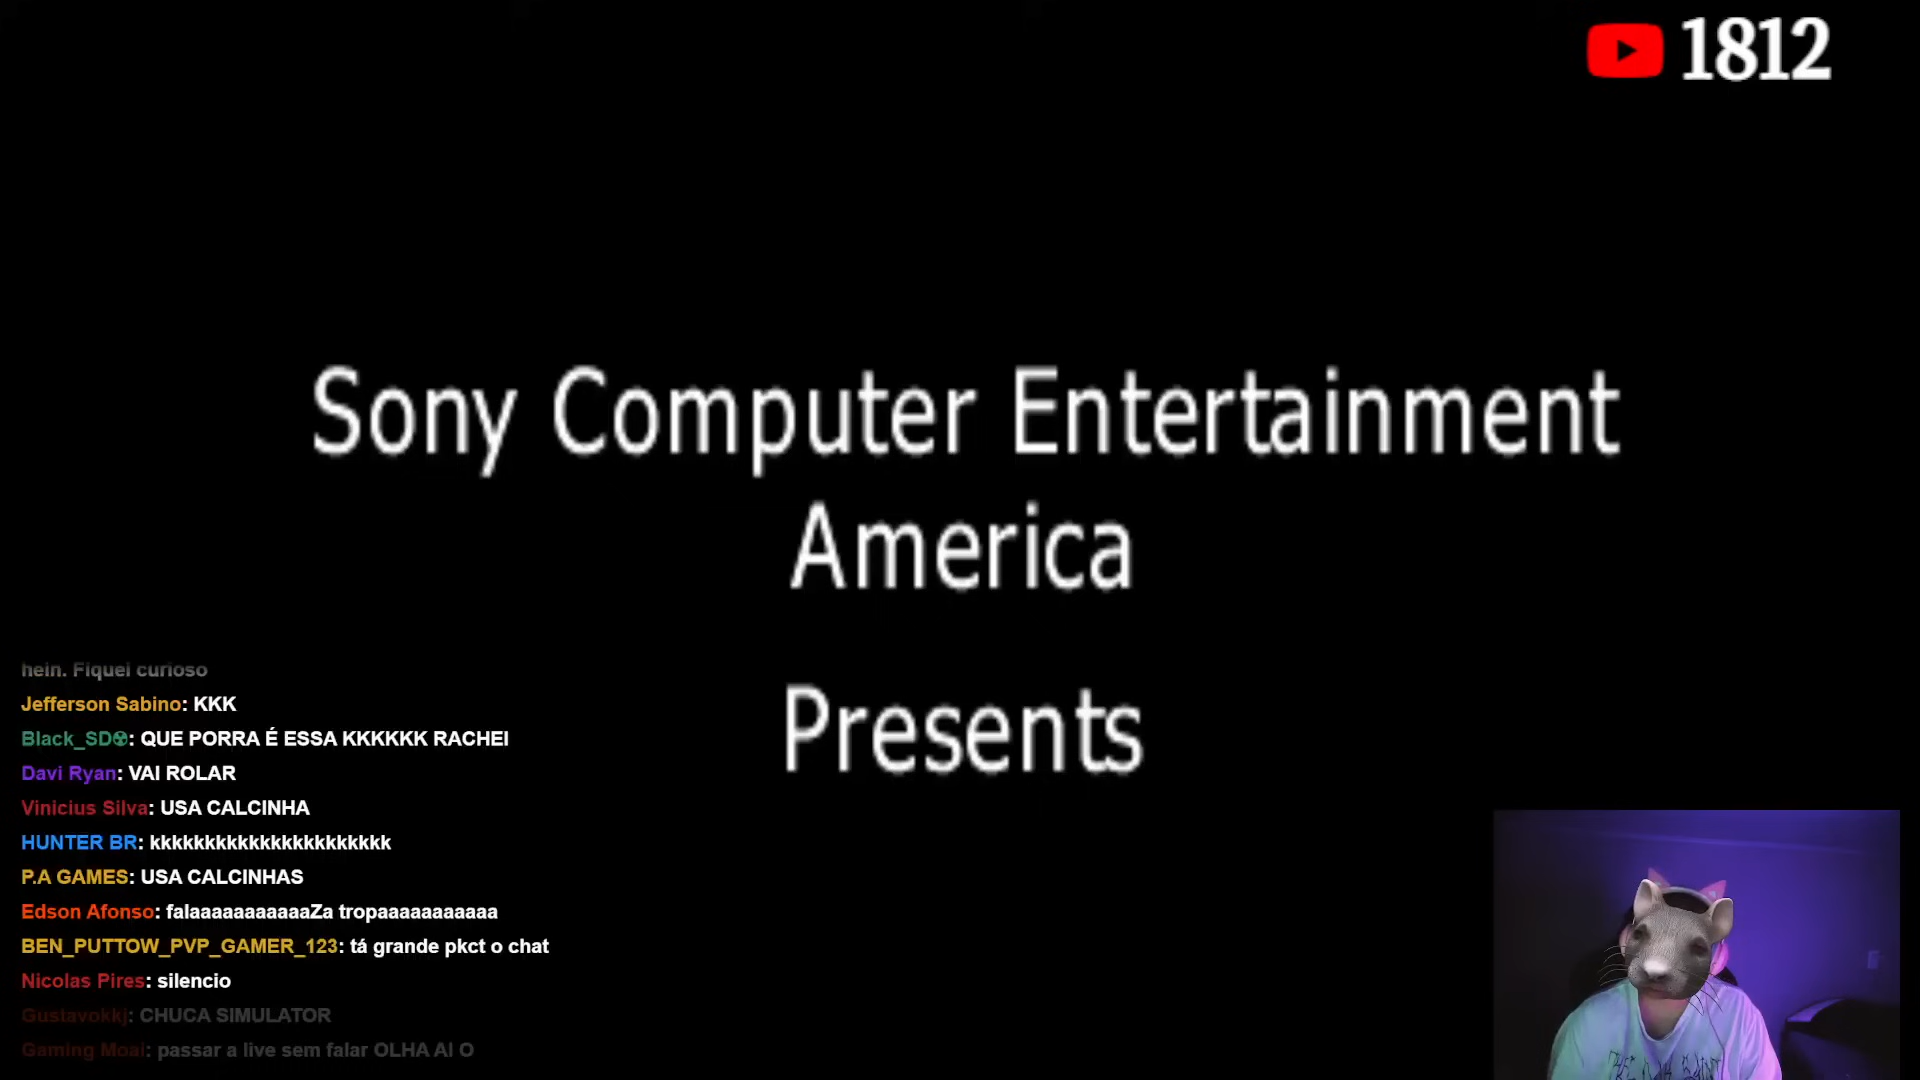 1812
Sony Computer Entertainment
America
Presents
hein. Fiquei curioso
Jefferson Sabino: KKK
Black_SD☢: QUE PORRA É ESSA KKKKKK RACHEI
Davi Ryan: VAI ROLAR
Vinicius Silva: USA CALCINHA
HUNTER BR: kkkkkkkkkkkkkkkkkkkkkk
P.A GAMES: USA CALCINHAS
Edson Afonso: falaaaaaaaaaaaZa tropaaaaaaaaaaa
BEN_PUTTOW_PVP_GAMER_123: tá grande pkct o chat
Nicolas Pires: silencio
Gustavokkj: CHUCA SIMULATOR
Gaming Moai: passar a live sem falar OLHA AI O